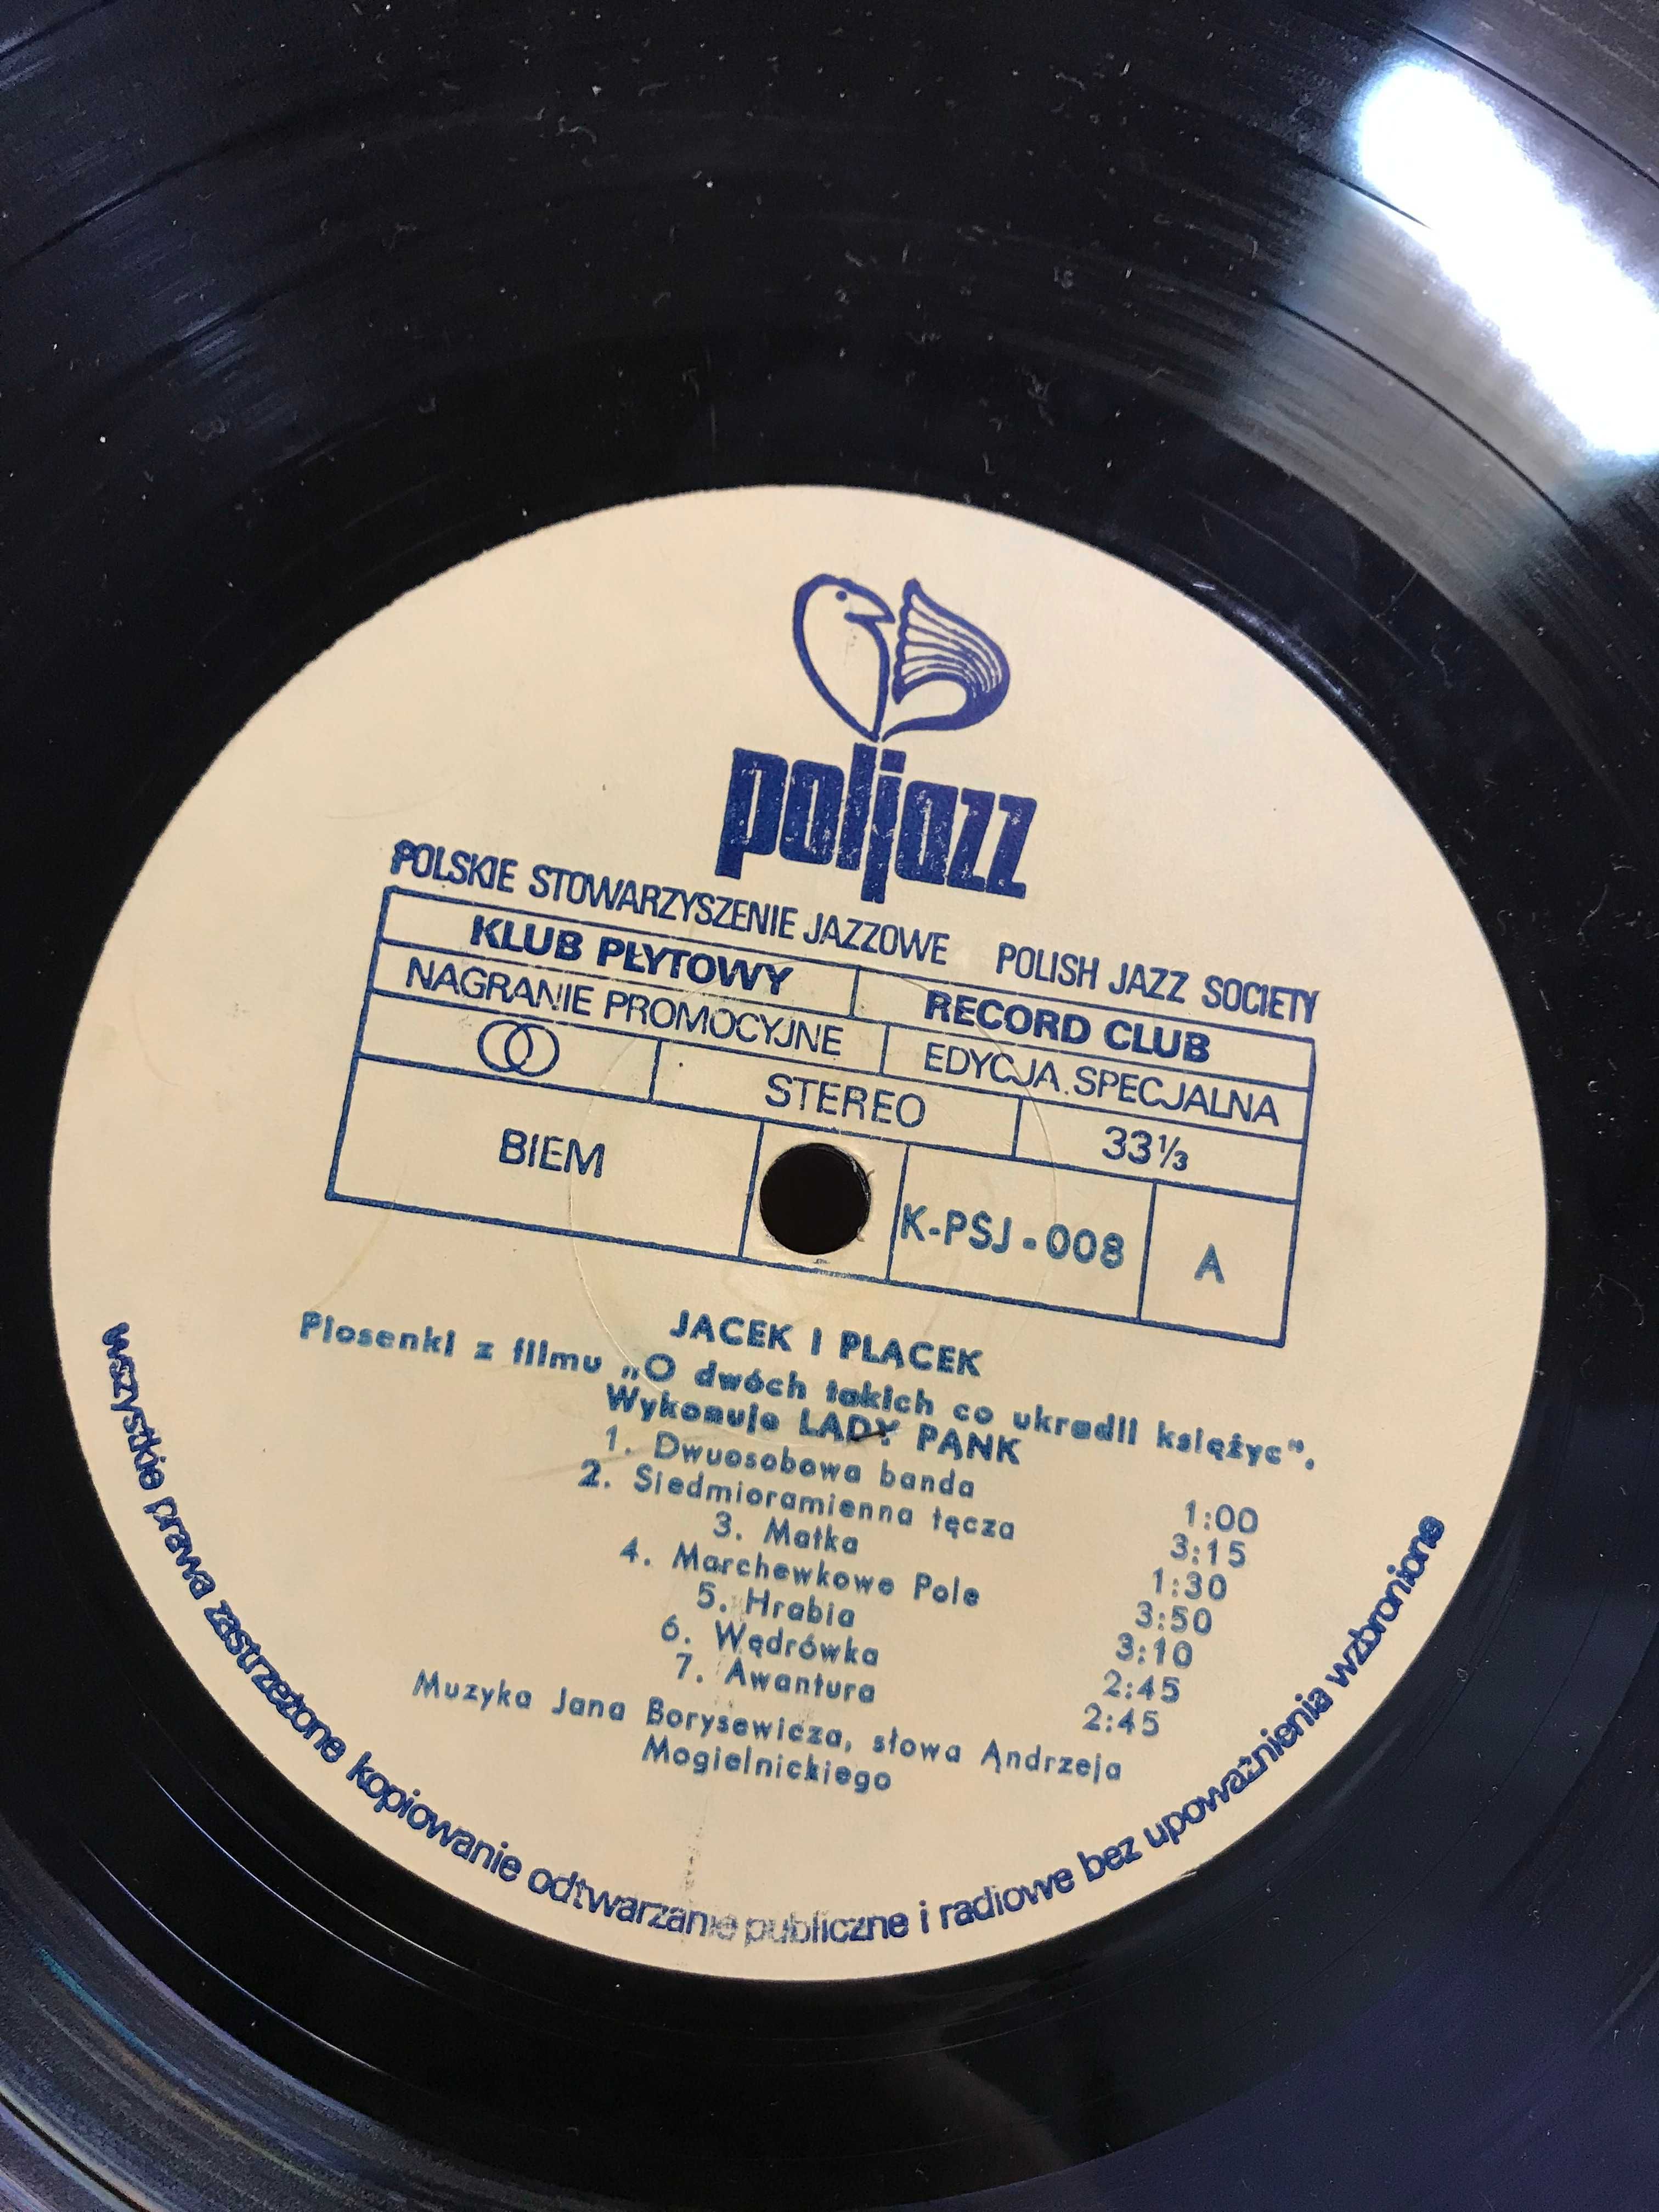 poljazz
POLSKIE STOWARZYSZENIE JAZZOWE POLISH JAZZ SOCIETY
KLUB PŁYTOWY RECORD CLUB
NAGRANIE PROMOCYJNE EDYCJA SPECJALNA
STEREO 33⅓
BIEM K-PSJ-008 A
JACEK I PLACEK
Piosenki z filmu „O dwóch takich co ukradli księżyc".
Wykonuje LADY PANK
1. Dwuosobowa banda 1:00
2. Siedmioramienna tęcza 3:15
3. Matka 1:30
4. Marchewkowe Pole 3:50
5. Hrabia 3:10
6. Wędrówka 2:45
7. Awantura 2:45
Muzyka Jana Borysewicza, słowa Andrzeja
Mogielnickiego
wszystkie prawa zastrzeżone kopiowanie odtwarzanie publiczne i radiowe bez upoważnienia wzbronione